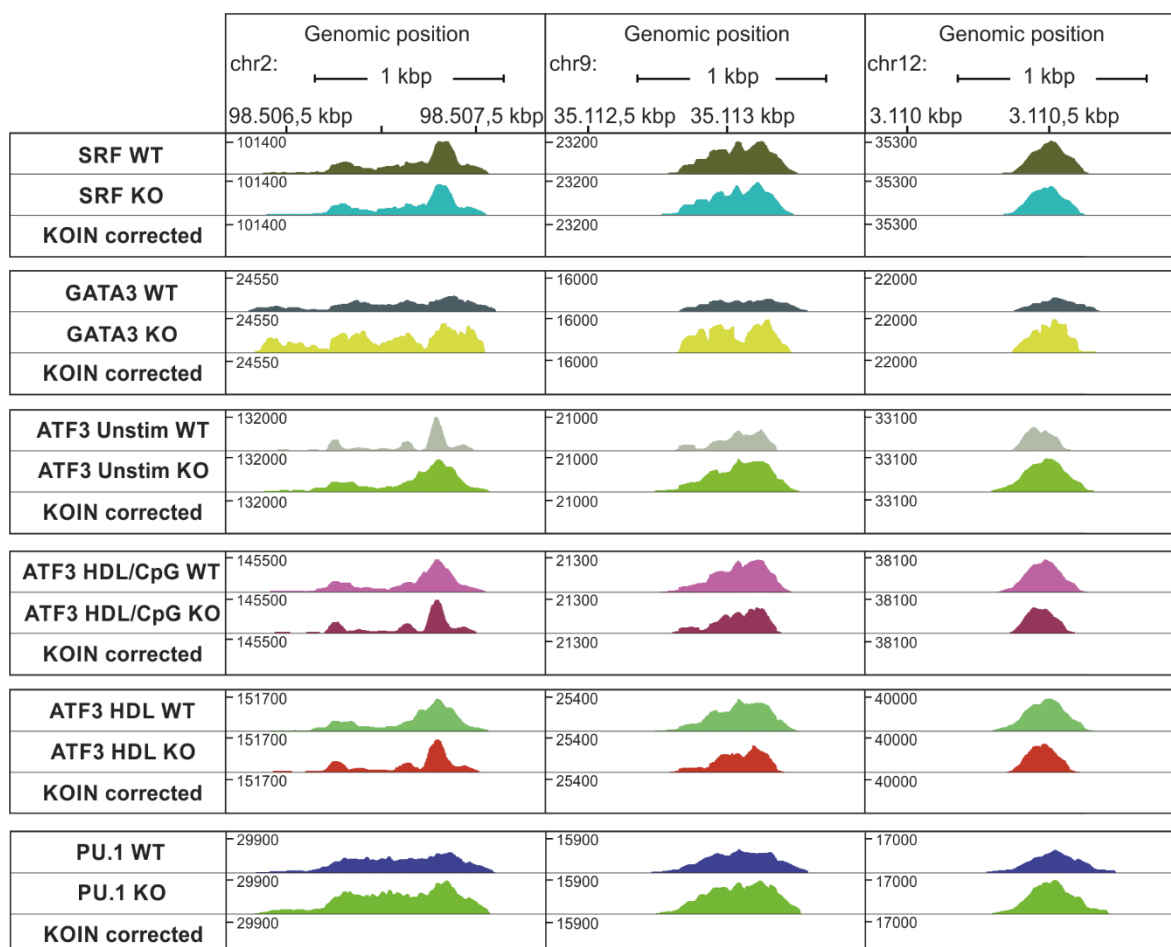 Genomic position Genomic position Genomic position
chr2: chr9: chr12:
1 kbp 1 kbp 1 kbp
98.506,5 kbp 98.507,5 kbp 35.112,5 kbp 35.113 kbp 3.110 kbp 3.110,5 kbp
101400 23200 35300
SRF WT
101400 23200 35300
SRF KO
101400 23200 35300
KOIN corrected
24550 16000 22000
GATA3 WT
24550 16000 22000
GATA3 KO
24550 16000 22000
KOIN corrected
132000 21000 33100
ATF3 Unstim WT
132000 21000 33100
ATF3 Unstim KO
132000 21000 33100
KOIN corrected
145500 21300 38100
ATF3 HDL/CpG WT
145500 21300 38100
ATF3 HDL/CpG KO
145500 21300 38100
KOIN corrected
151700 25400 40000
ATF3 HDL WT
151700 25400 40000
ATF3 HDL KO
151700 25400 40000
KOIN corrected
29900 15900 17000
PU.1 WT
29900 15900 17000
PU.1 KO
29900 15900 17000
KOIN corrected